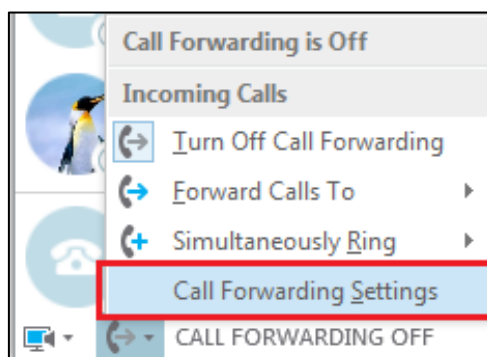 Call Forwarding is Off
Incoming Calls
Turn Off Call Forwarding
Forward Calls To
Simultaneously Ring
Call Forwarding Settings
CALL FORWARDING OFF